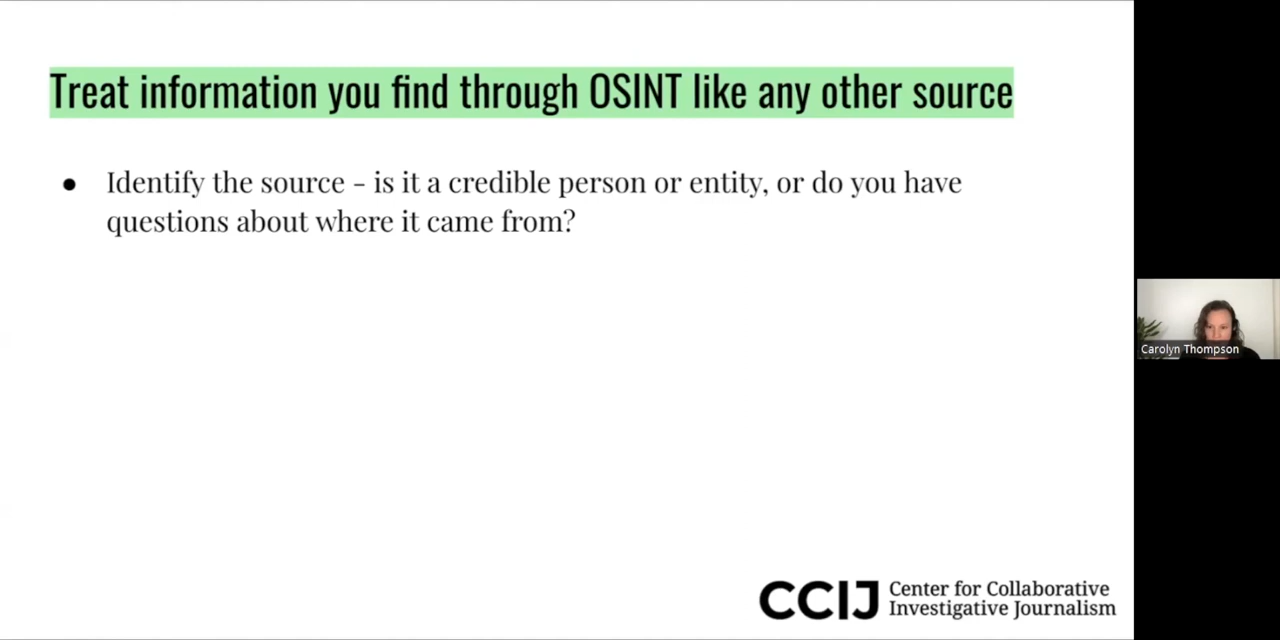 Treat information you find through OSINT like any other source
● Identify the source - is it a credible person or entity, or do you have
questions about where it came from?
Carolyn Thompson
CCIJ Center for Collaborative
Investigative Journalism